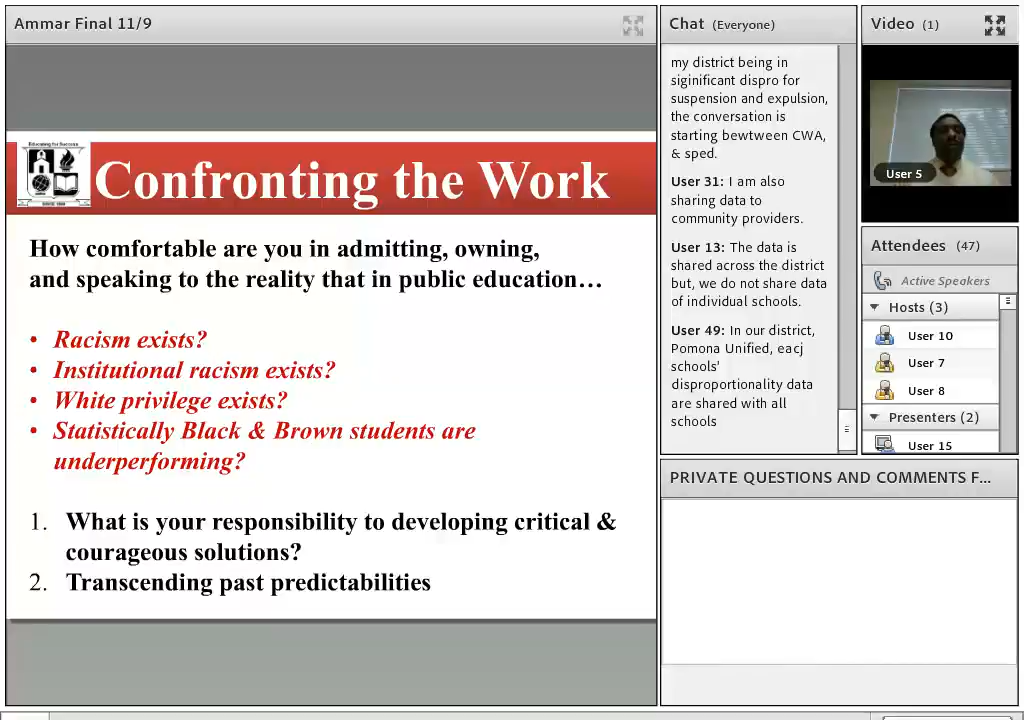 Ammar Final 11/9
Educating for Success
SINCE 1888
Confronting the Work
How comfortable are you in admitting, owning,
and speaking to the reality that in public education…
• Racism exists?
• Institutional racism exists?
• White privilege exists?
• Statistically Black & Brown students are
underperforming?
1. What is your responsibility to developing critical &
courageous solutions?
2. Transcending past predictabilities
Chat (Everyone)
my district being in
siginificant dispro for
suspension and expulsion,
the conversation is
starting bewtween CWA,
& sped.
User 31: I am also
sharing data to
community providers.
User 13: The data is
shared across the district
but, we do not share data
of individual schools.
User 49: In our district,
Pomona Unified, eacj
schools'
disproportionality data
are shared with all
schools
Video (1)
User 5
Attendees (47)
Active Speakers
Hosts (3)
User 10
User 7
User 8
Presenters (2)
User 15
PRIVATE QUESTIONS AND COMMENTS F...